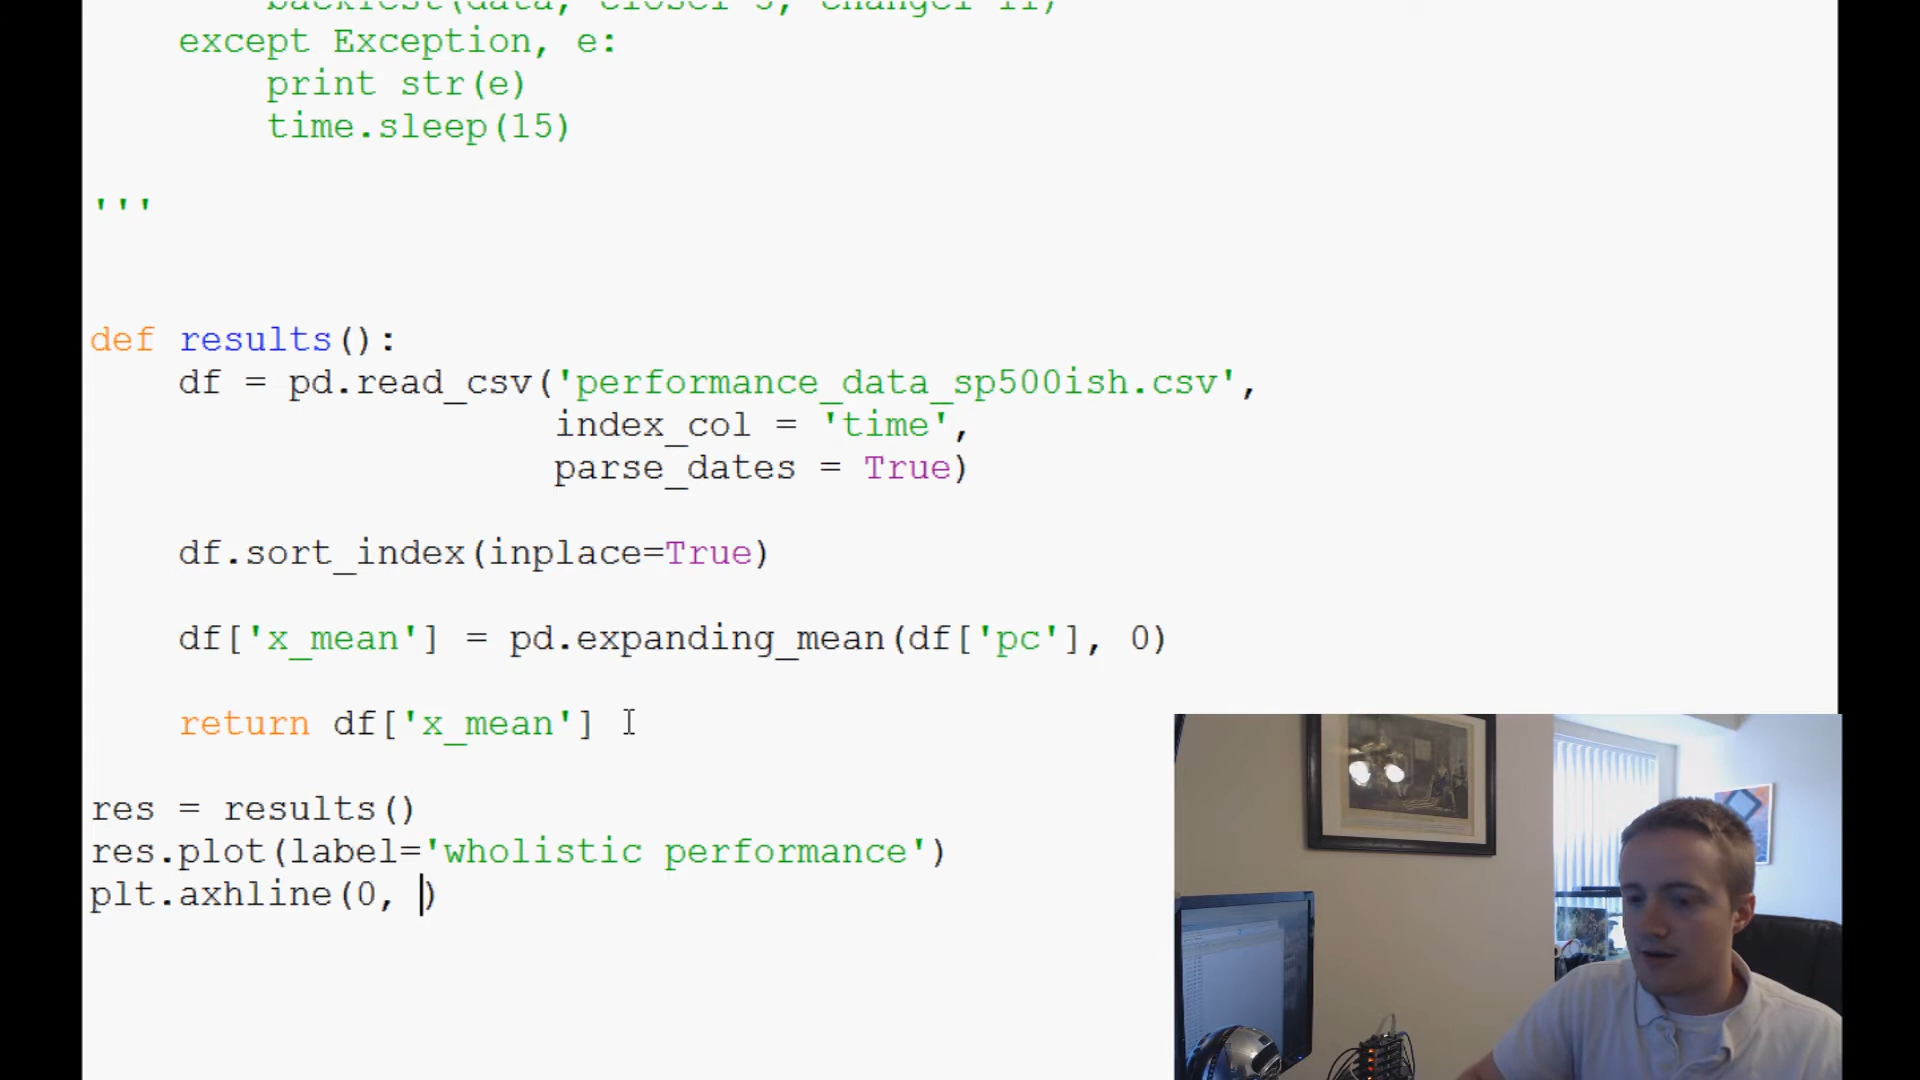 except Exception, e:
print str(e)
time.sleep(15)
'''
def results():
df = pd.read_csv('performance_data_sp500ish.csv',
index_col = 'time',
parse_dates = True)
df.sort_index(inplace=True)
df['x_mean'] = pd.expanding_mean(df['pc'], 0)
return df['x_mean']
res = results()
res.plot(label='wholistic performance')
plt.axhline(0, )